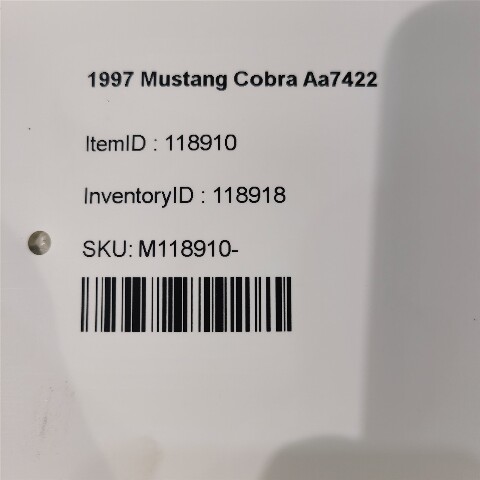 1997 Mustang Cobra Aa7422
ItemID : 118910
InventoryID : 118918
SKU: M118910-